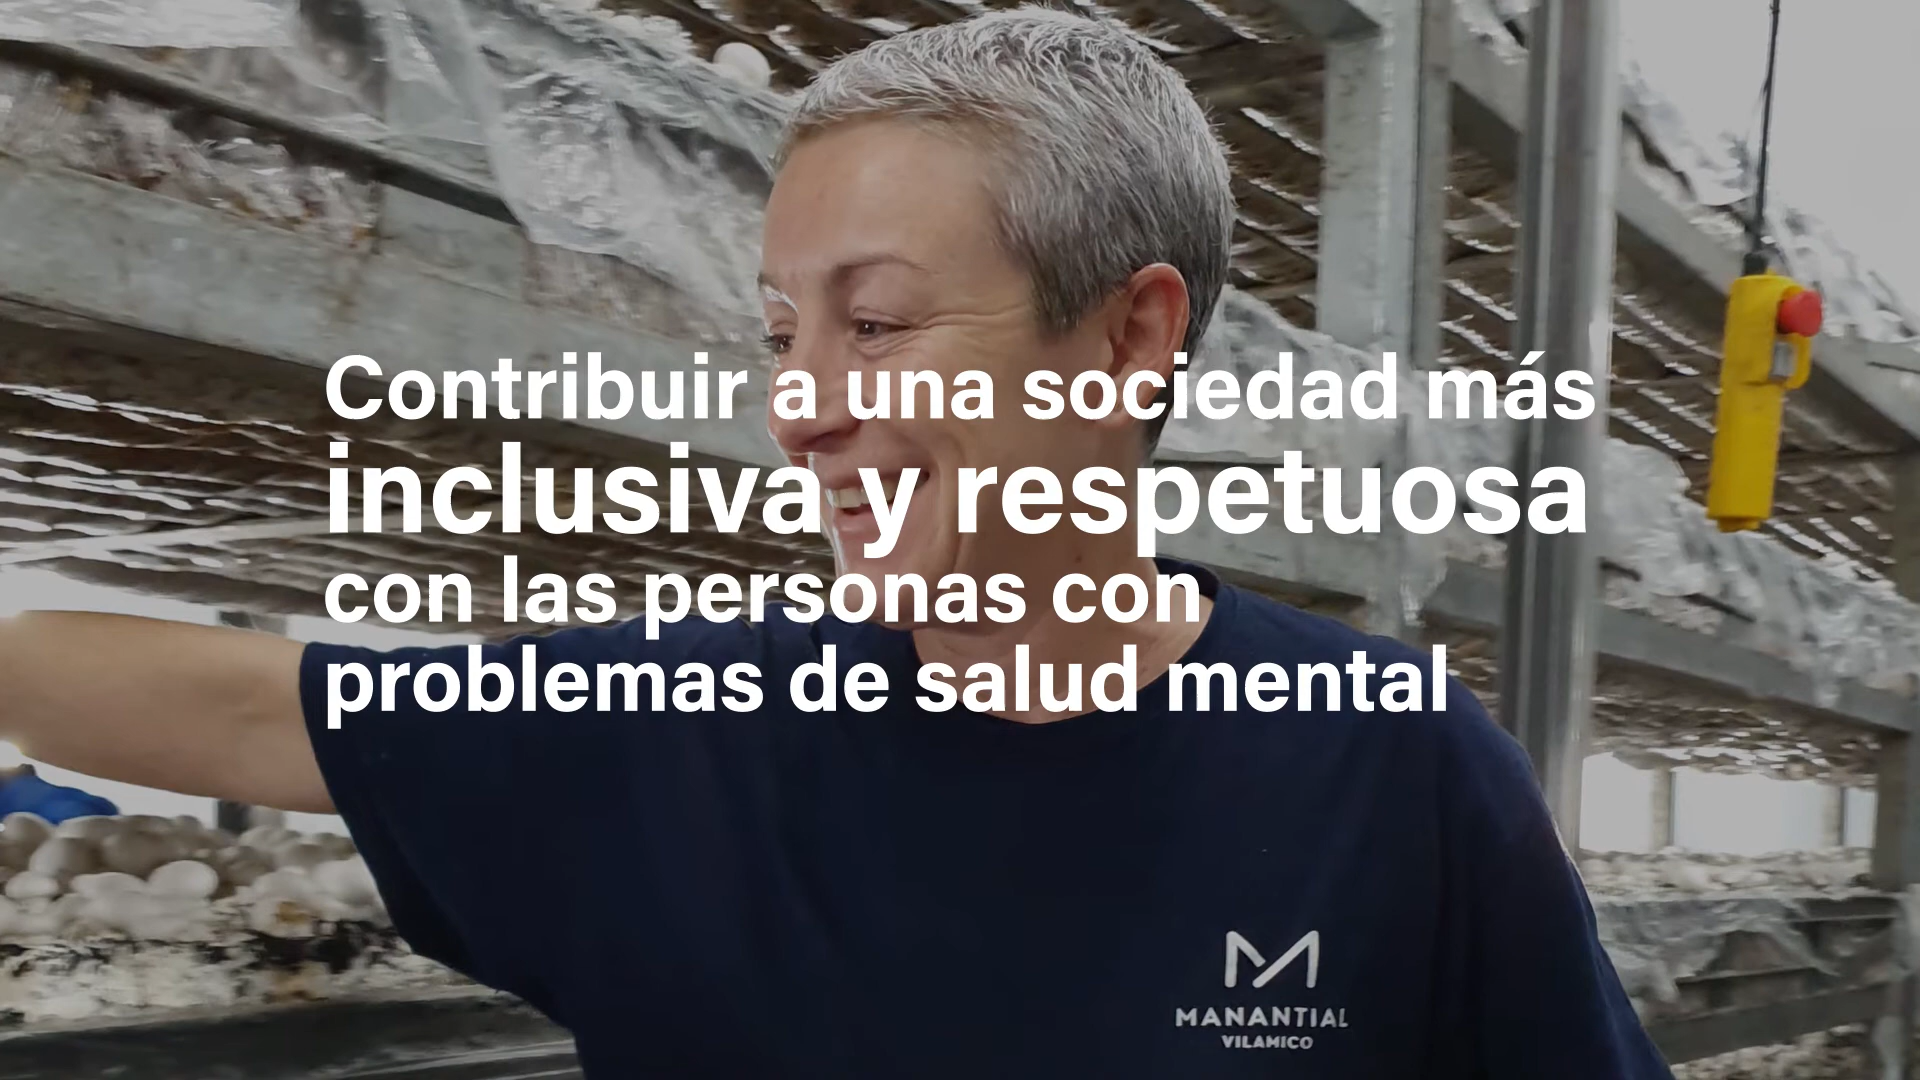 Contribuir a una sociedad más
inclusiva y respetuosa
con las personas con
problemas de salud mental
MANANTIAL
VILAMICO